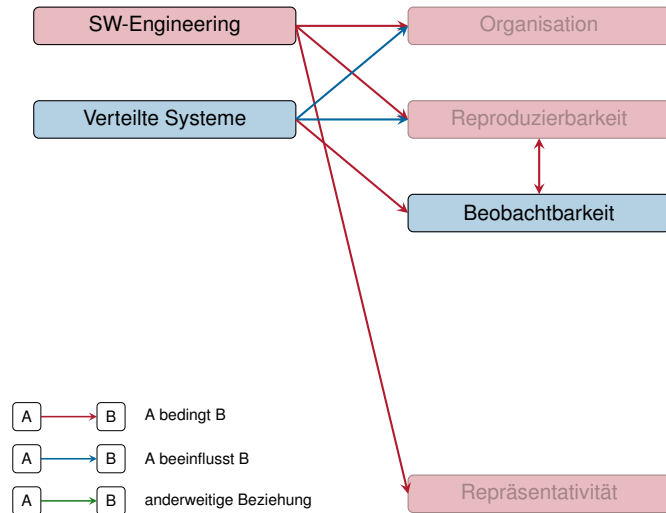 SW-Engineering
Organisation
Verteilte Systeme
Reproduzierbarkeit
Beobachtbarkeit
A B A bedingt B
A B A beeinflusst B
A B anderweitige Beziehung
Repräsentativität